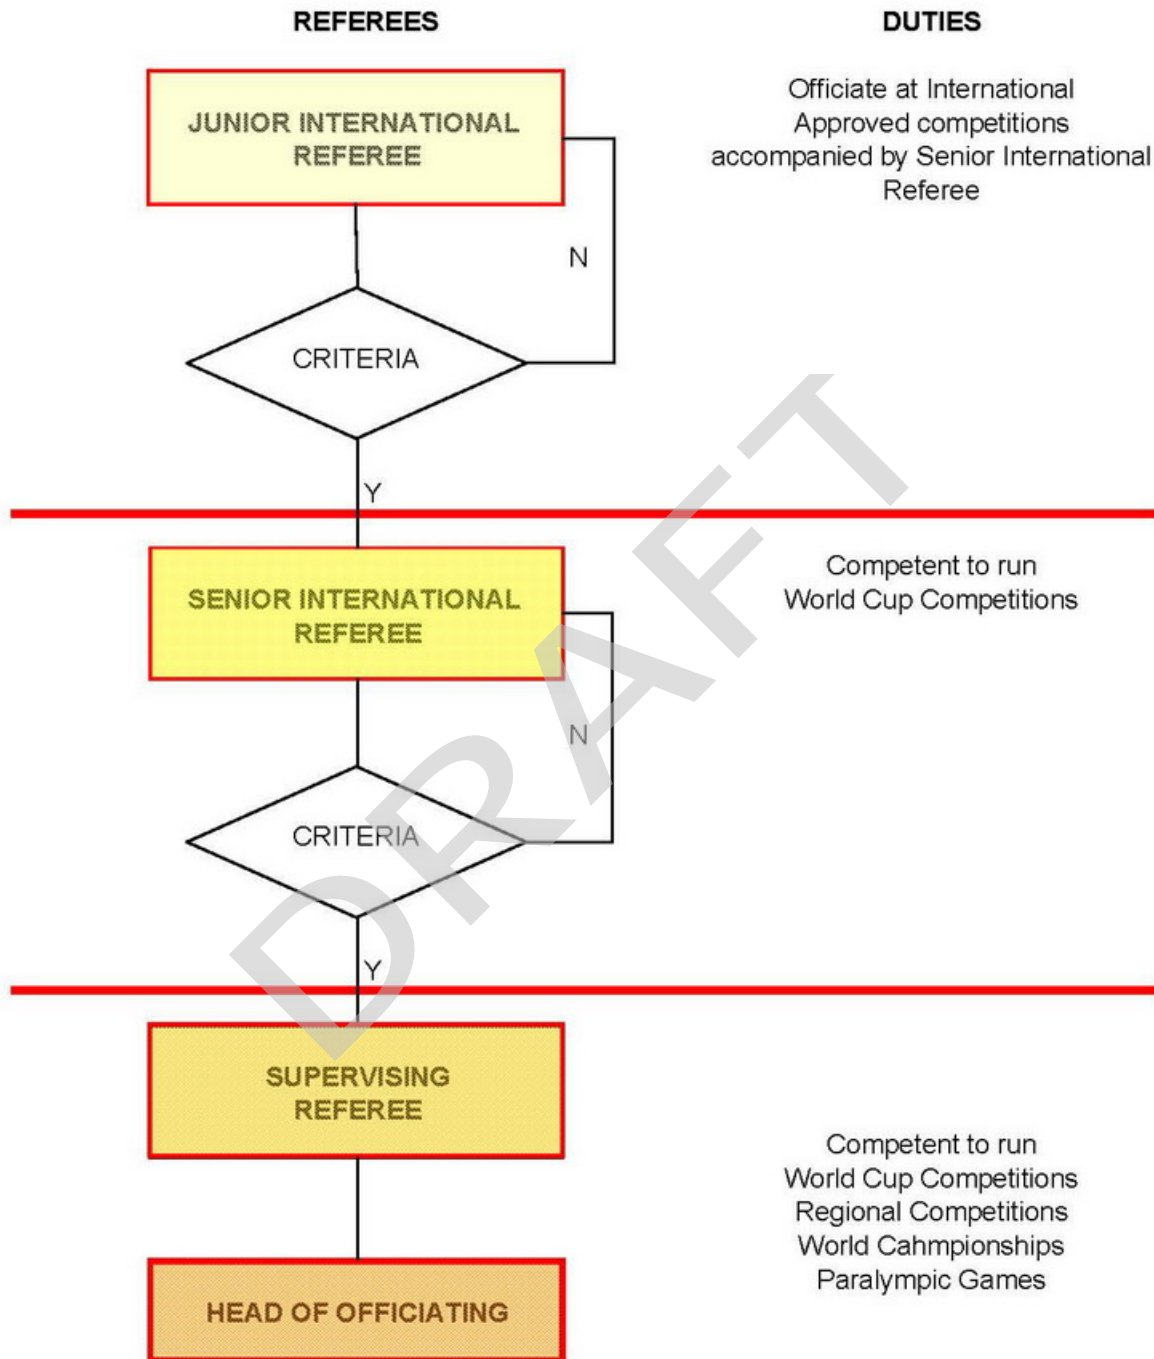 REFEREES
DUTIES
JUNIOR INTERNATIONAL
REFEREE
Officiate at International
Approved competitions
accompanied by Senior International
Referee
N
CRITERIA
Y
SENIOR INTERNATIONAL
REFEREE
Competent to run
World Cup Competitions
N
CRITERIA
Y
SUPERVISING
REFEREE
Competent to run
World Cup Competitions
Regional Competitions
World Cahmpionships
Paralympic Games
HEAD OF OFFICIATING
DRAFT